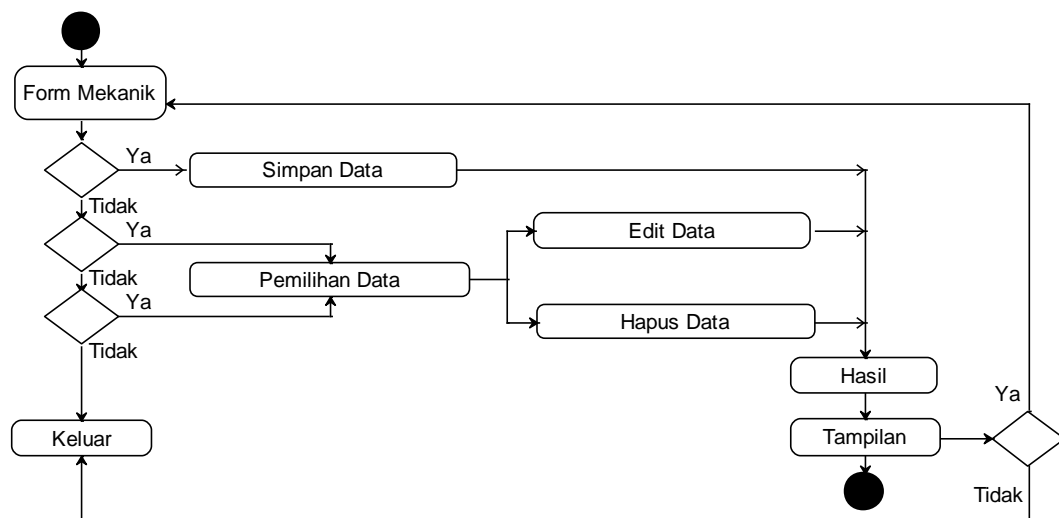 Form Mekanik
Ya
Simpan Data
Tidak
Ya
Edit Data
Pemilihan Data
Tidak
Ya
Hapus Data
Tidak
Hasil
Ya
Keluar
Tampilan
Tidak